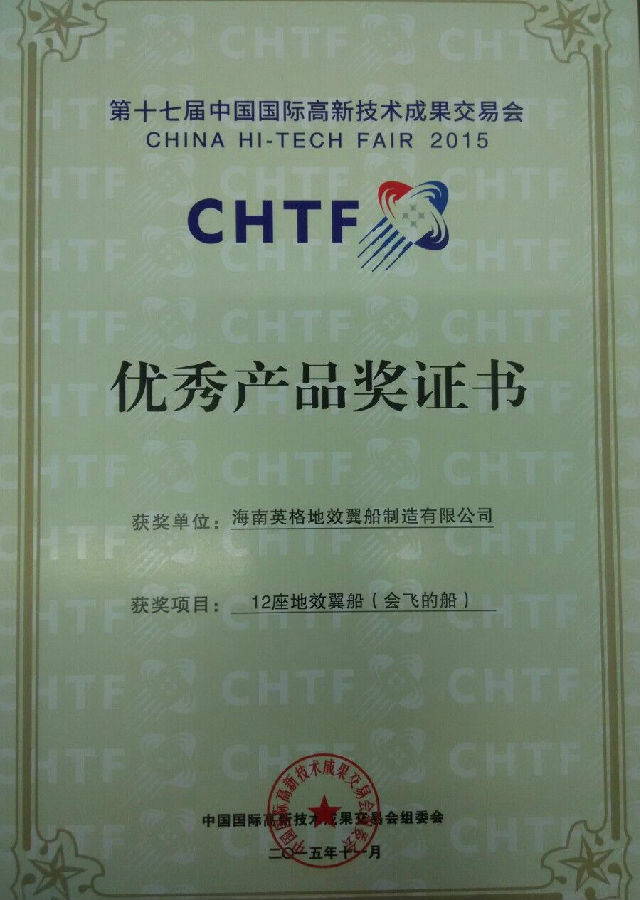 第十七届中国国际高新技术成果交易会
CHINA HI-TECH FAIR 2015
CHTF
优秀产品奖证书
获奖单位：海南英格地效翼船制造有限公司
获奖项目：12座地效翼船（会飞的船）
中国国际高新技术成果交易会组委会
二〇一五年十一月